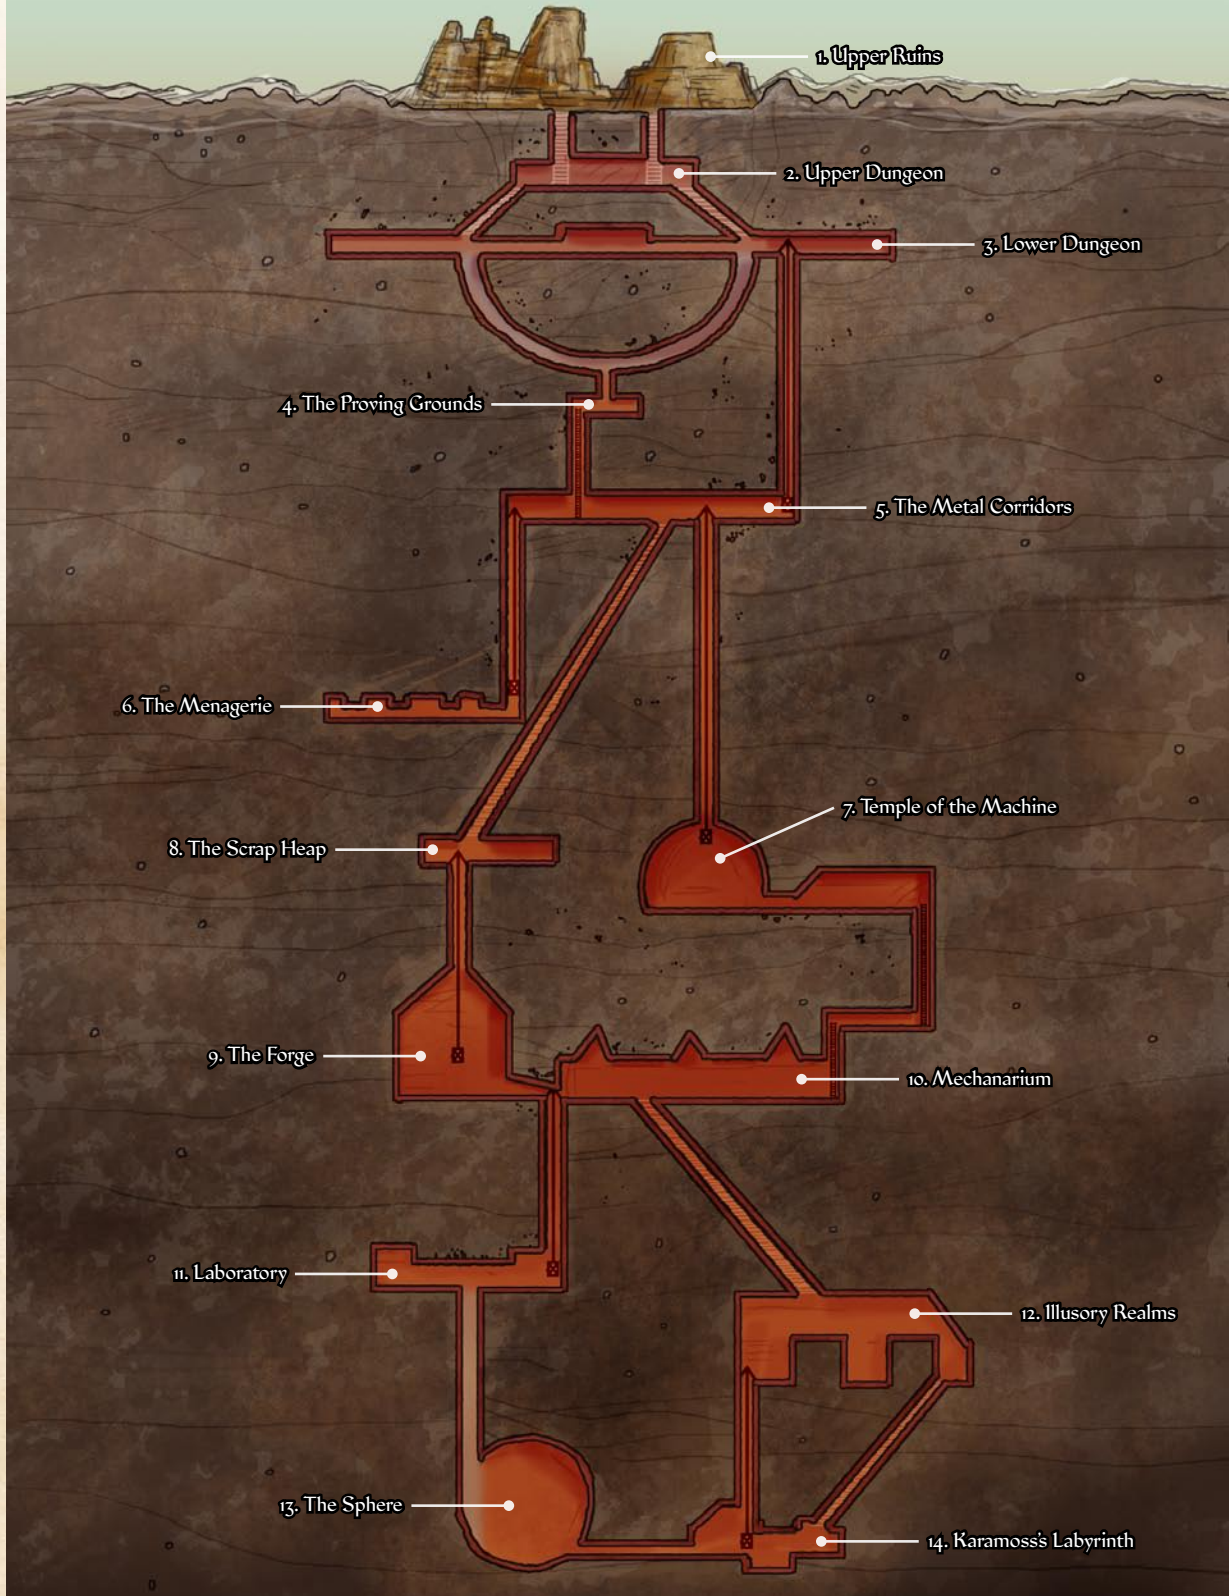 1. Upper Ruins
2. Upper Dungeon
3. Lower Dungeon
4. The Proving Grounds
5. The Metal Corridors
6. The Menagerie
7. Temple of the Machine
8. The Scrap Heap
9. The Forge
10. Mechanarium
11. Laboratory
12. Illusory Realms
13. The Sphere
14. Karamoss's Labyrinth